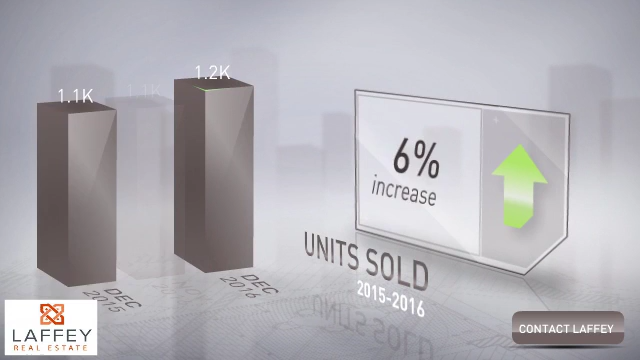 1.1K
1.2K
DEC
2015
DEC
2016
6%
increase
UNITS SOLD
2015-2016
LAFFEY
REAL ESTATE
CONTACT LAFFEY